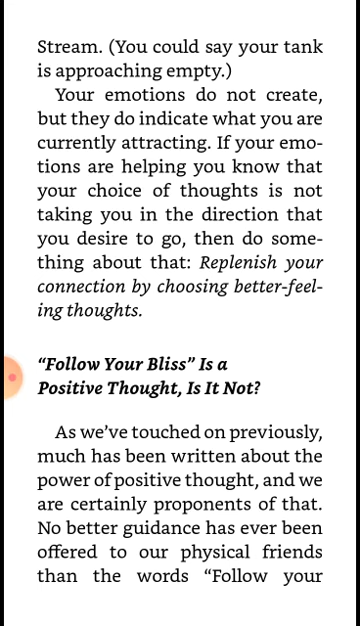 Stream. (You could say your tank
is approaching empty.)
Your emotions do not create,
but they do indicate what you are
currently attracting. If your emo-
tions are helping you know that
your choice of thoughts is not
taking you in the direction that
you desire to go, then do some-
thing about that: Replenish your
connection by choosing better-feel-
ing thoughts.
“Follow Your Bliss” Is a
Positive Thought, Is It Not?
As we’ve touched on previously,
much has been written about the
power of positive thought, and we
are certainly proponents of that.
No better guidance has ever been
offered to our physical friends
than the words “Follow your